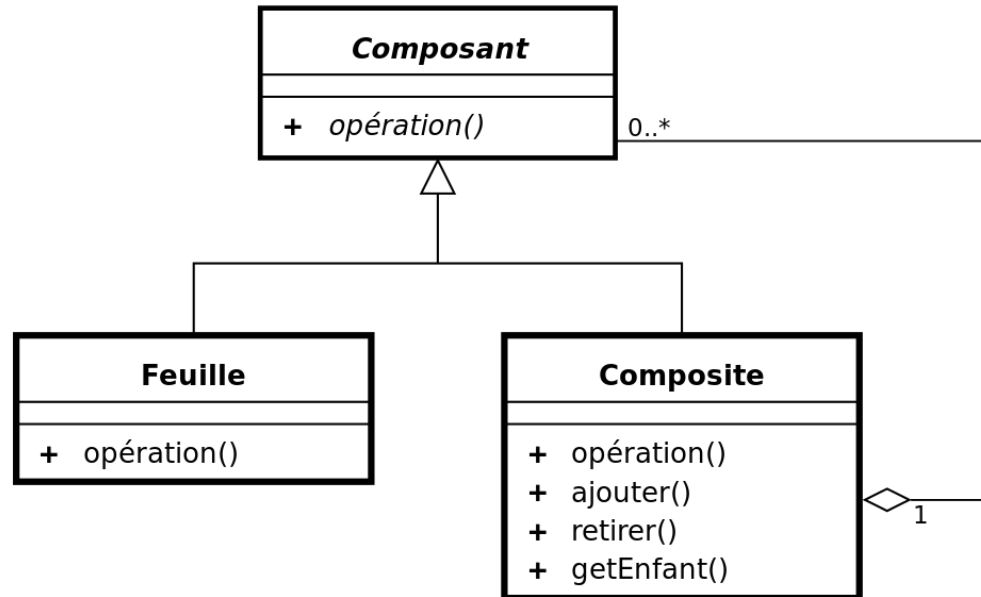 Composant
+ opération()
0..*
Feuille
+ opération()
Composite
+ opération()
+ ajouter()
+ retirer()
+ getEnfant()
1